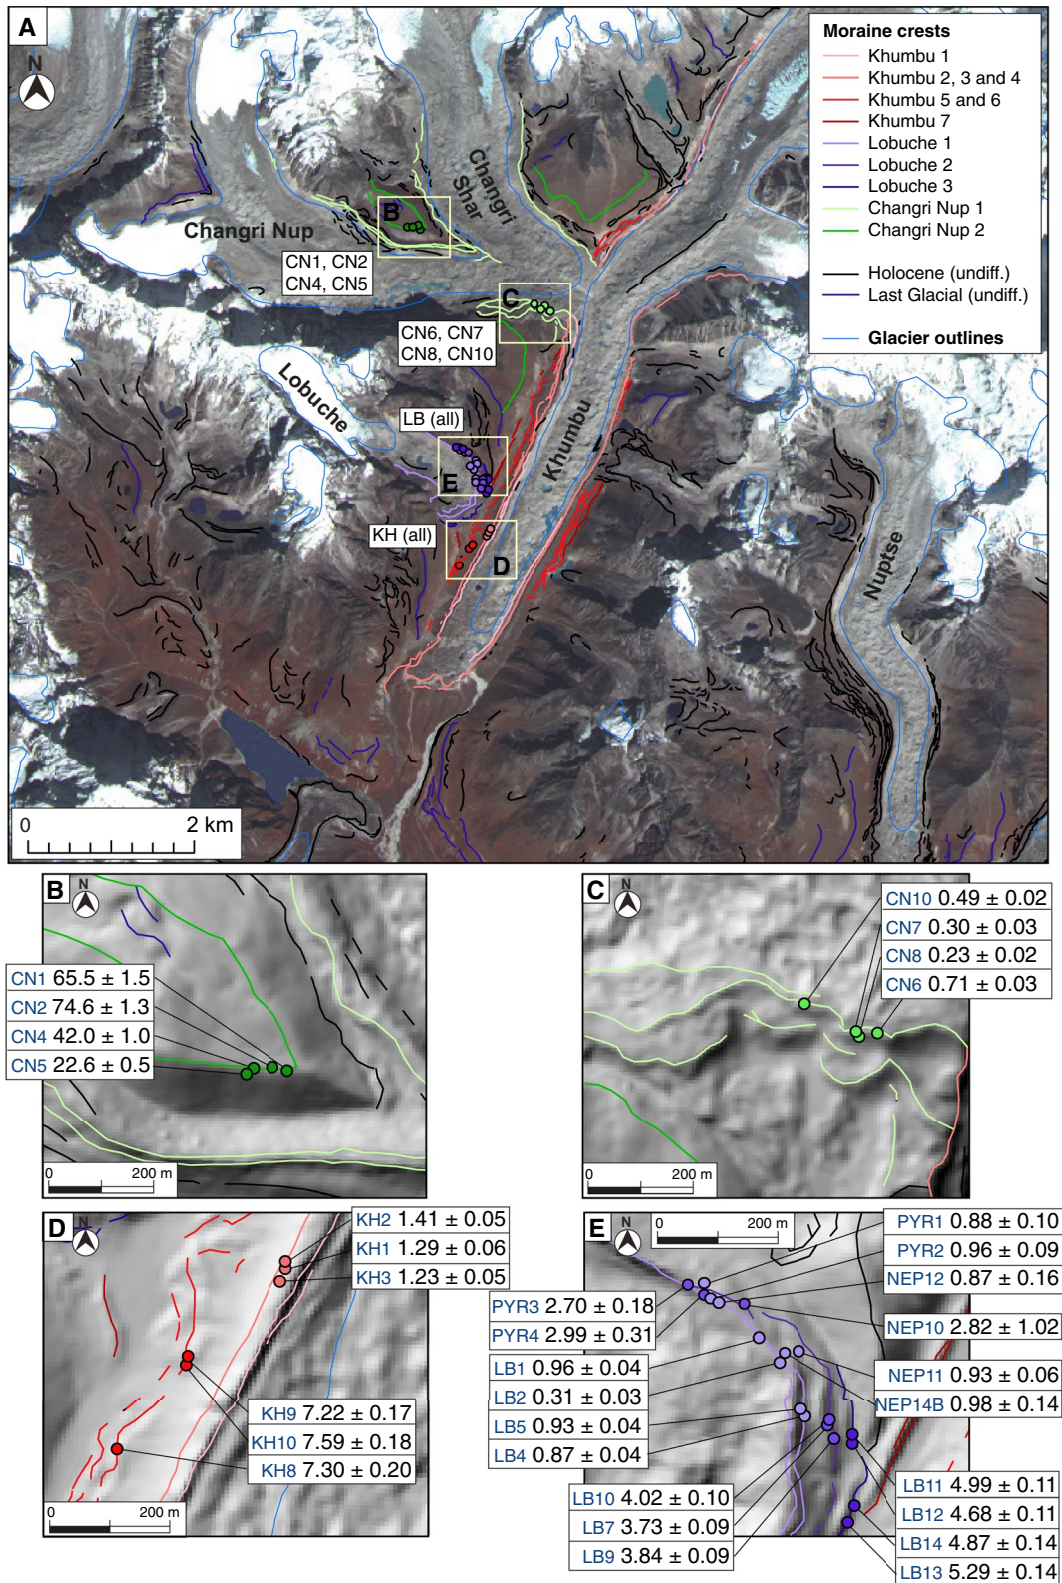 A
N
Moraine crests
Khumbu 1
Khumbu 2, 3 and 4
Khumbu 5 and 6
Khumbu 7
Lobuche 1
Lobuche 2
Lobuche 3
Changri Nup 1
Changri Nup 2
Holocene (undiff.)
Last Glacial (undiff.)
Glacier outlines
Changri
Shar
B
Changri Nup
CN1, CN2
CN4, CN5
C
CN6, CN7
CN8, CN10
Lobuche
LB (all)
E
Khumbu
KH (all)
D
Nuptse
0 2 km
B
N
CN1 65.5 ± 1.5
CN2 74.6 ± 1.3
CN4 42.0 ± 1.0
CN5 22.6 ± 0.5
0 200 m
C
N
CN10 0.49 ± 0.02
CN7 0.30 ± 0.03
CN8 0.23 ± 0.02
CN6 0.71 ± 0.03
0 200 m
D
N
KH2 1.41 ± 0.05
KH1 1.29 ± 0.06
KH3 1.23 ± 0.05
KH9 7.22 ± 0.17
KH10 7.59 ± 0.18
KH8 7.30 ± 0.20
0 200 m
E
N
0 200 m
PYR1 0.88 ± 0.10
PYR2 0.96 ± 0.09
NEP12 0.87 ± 0.16
PYR3 2.70 ± 0.18
PYR4 2.99 ± 0.31
NEP10 2.82 ± 1.02
LB1 0.96 ± 0.04
LB2 0.31 ± 0.03
LB5 0.93 ± 0.04
LB4 0.87 ± 0.04
NEP11 0.93 ± 0.06
NEP14B 0.98 ± 0.14
LB10 4.02 ± 0.10
LB7 3.73 ± 0.09
LB9 3.84 ± 0.09
LB11 4.99 ± 0.11
LB12 4.68 ± 0.11
LB14 4.87 ± 0.14
LB13 5.29 ± 0.14